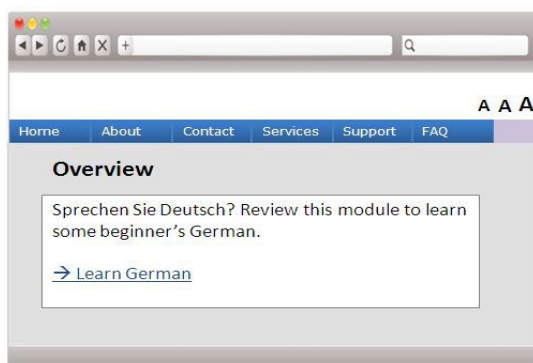 A A A
Home About Contact Services Support FAQ
Overview
Sprechen Sie Deutsch? Review this module to learn
some beginner's German.
→ Learn German